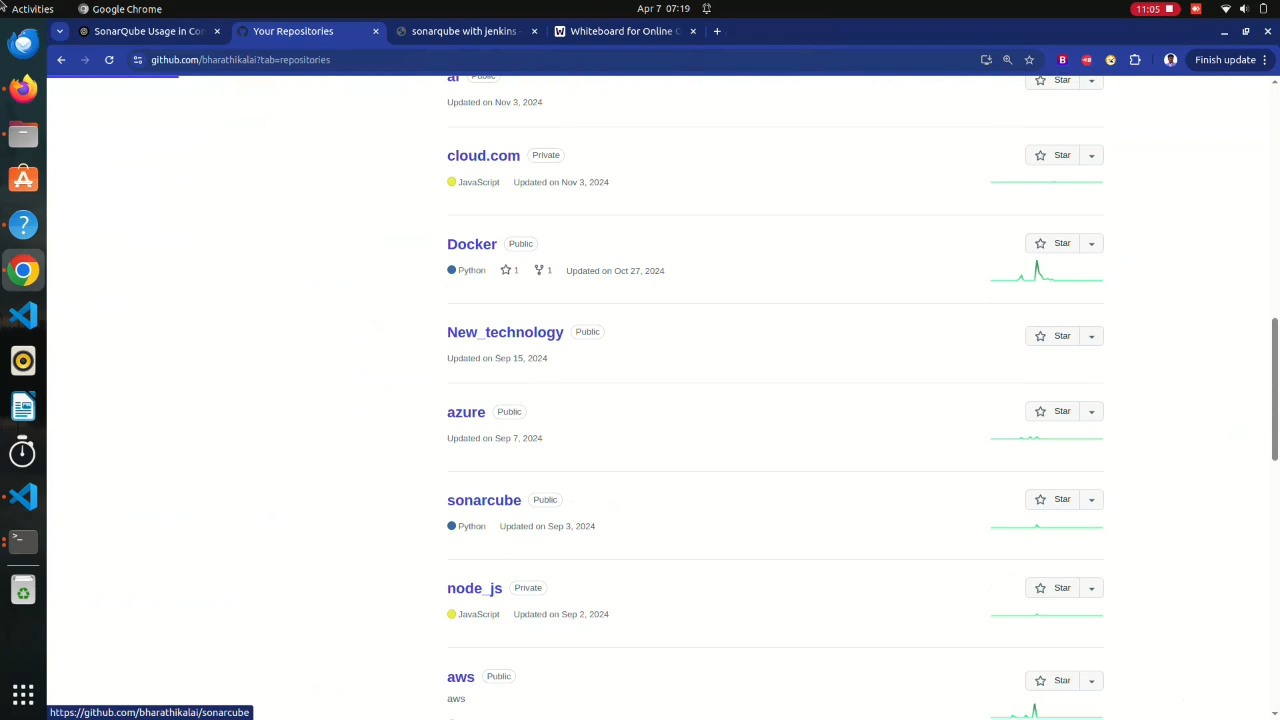 Activities Google Chrome Apr 7 07:19 11:05
SonarQube Usage in Con Your Repositories sonarqube with jenkins - Whiteboard for Online C
github.com/bharathikalai?tab=repositories Finish update
ai Public Star
Updated on Nov 3, 2024
cloud.com Private Star
JavaScript Updated on Nov 3, 2024
Docker Public Star
Python 1 1 Updated on Oct 27, 2024
New_technology Public Star
Updated on Sep 15, 2024
azure Public Star
Updated on Sep 7, 2024
sonarcube Public Star
Python Updated on Sep 3, 2024
node_js Private Star
JavaScript Updated on Sep 2, 2024
aws Public Star
aws
https://github.com/bharathikalai/sonarcube